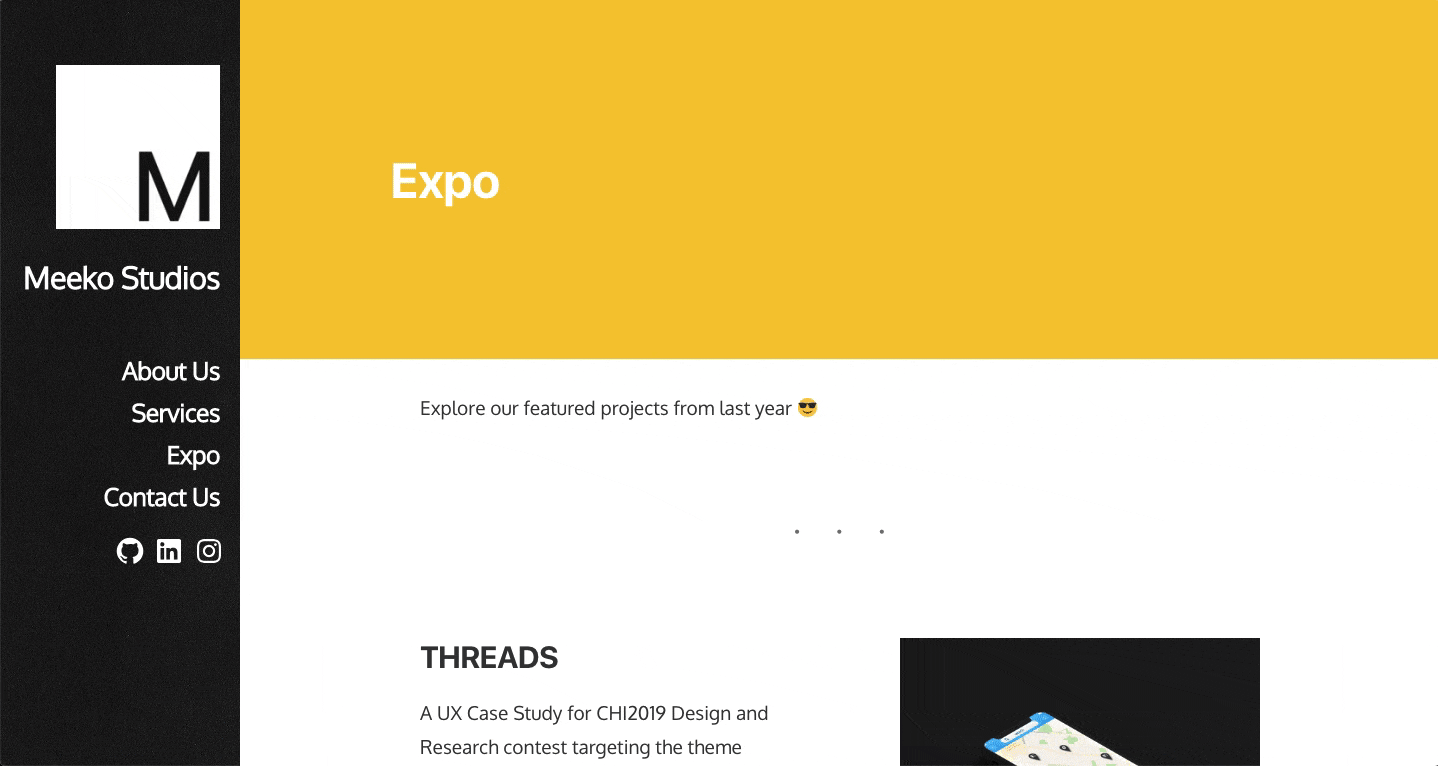 M
Meeko Studios
About Us
Services
Expo
Contact Us
in
Expo
Explore our featured projects from last year 😎
. . .
THREADS
A UX Case Study for CHI2019 Design and
Research contest targeting the theme